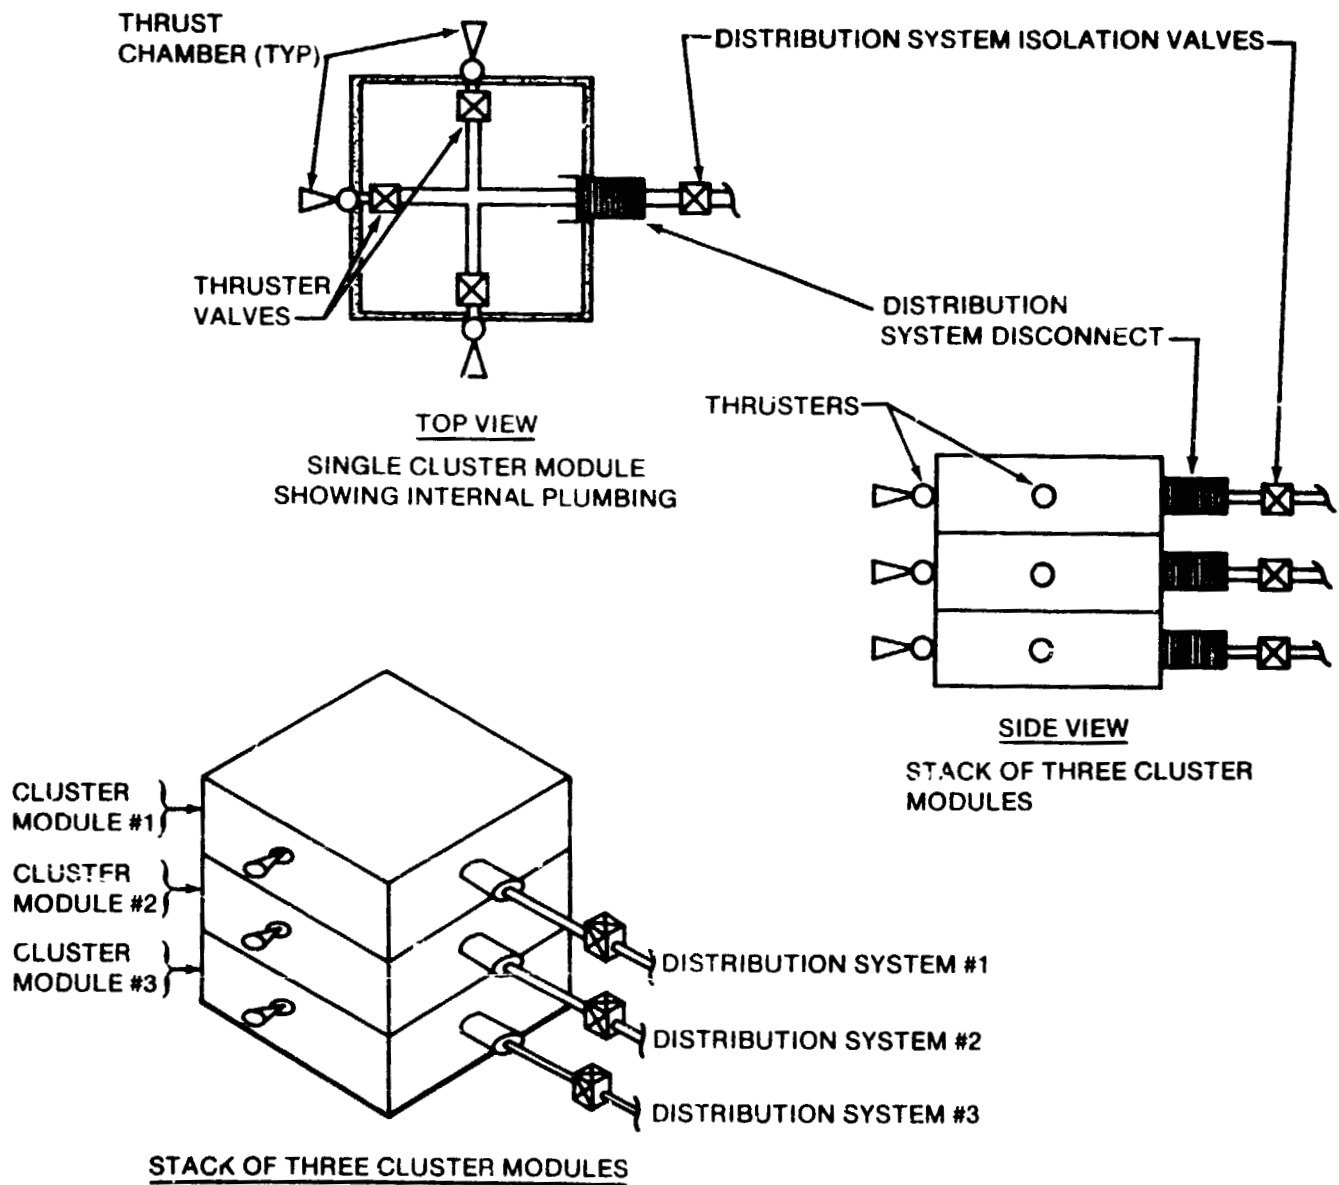 THRUST
CHAMBER (TYP)
DISTRIBUTION SYSTEM ISOLATION VALVES
THRUSTER
VALVES
DISTRIBUTION
SYSTEM DISCONNECT
TOP VIEW
SINGLE CLUSTER MODULE
SHOWING INTERNAL PLUMBING
THRUSTERS
SIDE VIEW
STACK OF THREE CLUSTER
MODULES
CLUSTER
MODULE #1
CLUSTER
MODULE #2
CLUSTER
MODULE #3
DISTRIBUTION SYSTEM #1
DISTRIBUTION SYSTEM #2
DISTRIBUTION SYSTEM #3
STACK OF THREE CLUSTER MODULES